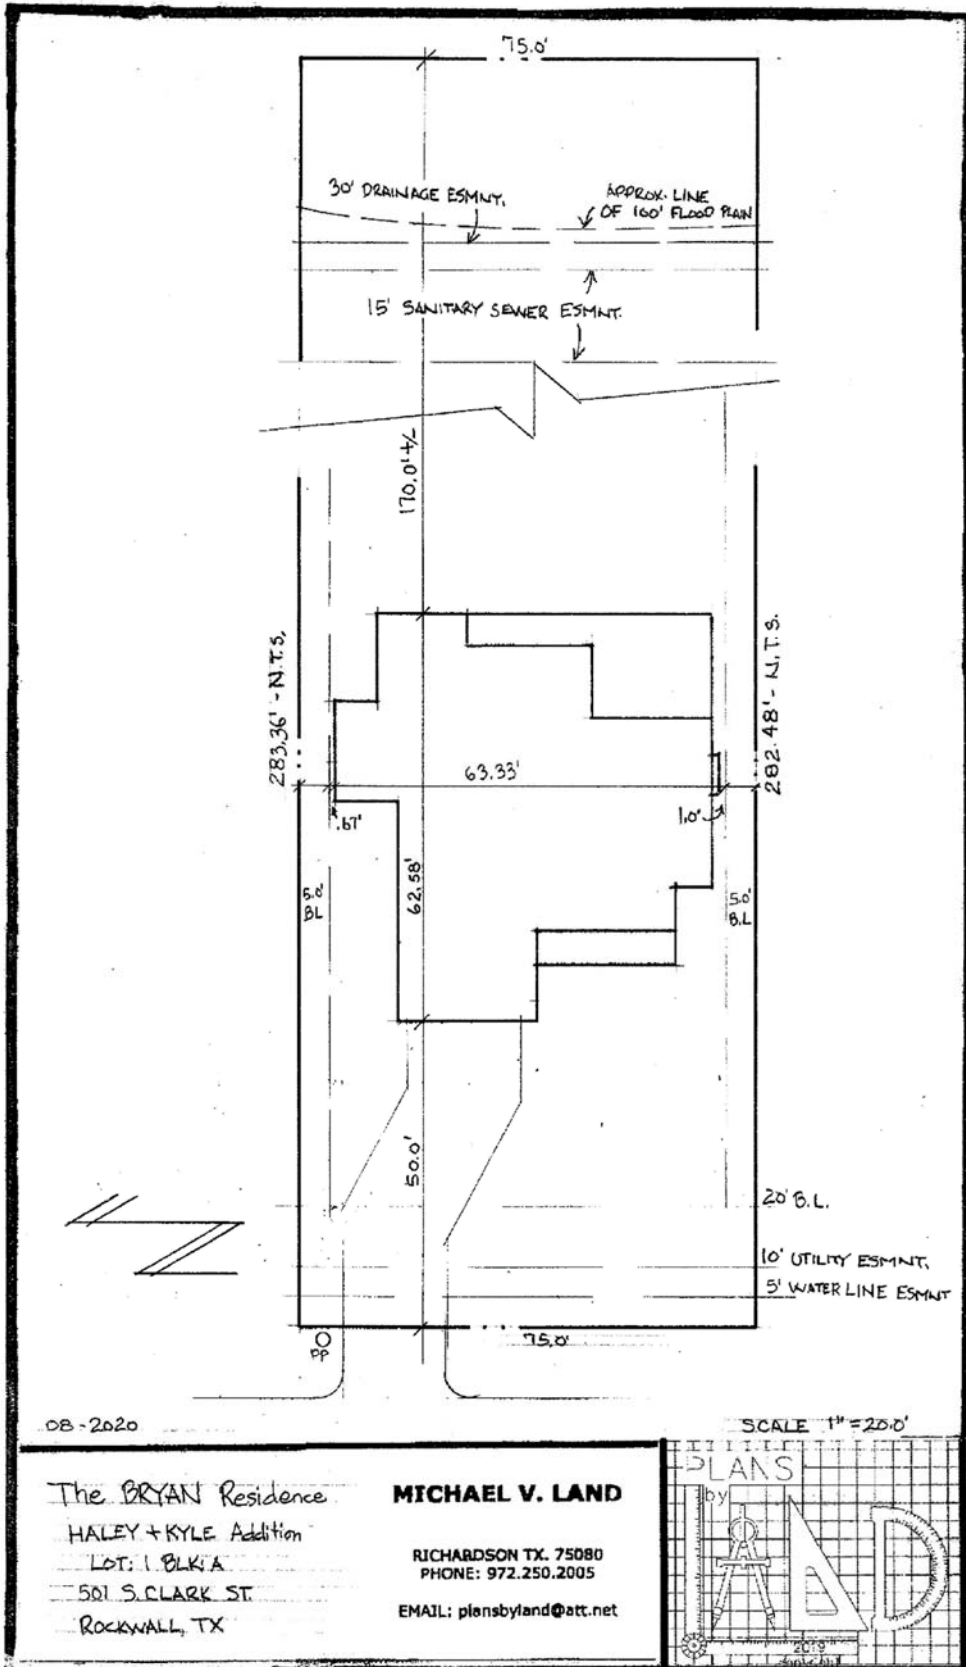 75.0'
30' DRAINAGE ESMNT.
APPROX. LINE
OF 100' FLOOD PLAIN
15' SANITARY SEWER ESMNT.
170.0' +/-
283.36' - N.T.S.
282.48' - N.T.S.
63.33'
.67'
1.0'
62.58'
5.0'
BL
5.0'
B.L
50.0'
20' B.L.
10' UTILITY ESMNT.
5' WATER LINE ESMNT
PP
75.0'
08-2020
SCALE 1" = 20.0'
The BRYAN Residence
HALEY + KYLE Addition
LOT: 1 BLK: A
501 S. CLARK ST.
ROCKWALL, TX
MICHAEL V. LAND
RICHARDSON TX. 75080
PHONE: 972.250.2005
EMAIL: plansbyland@att.net
PLANS
by
LAND
2019